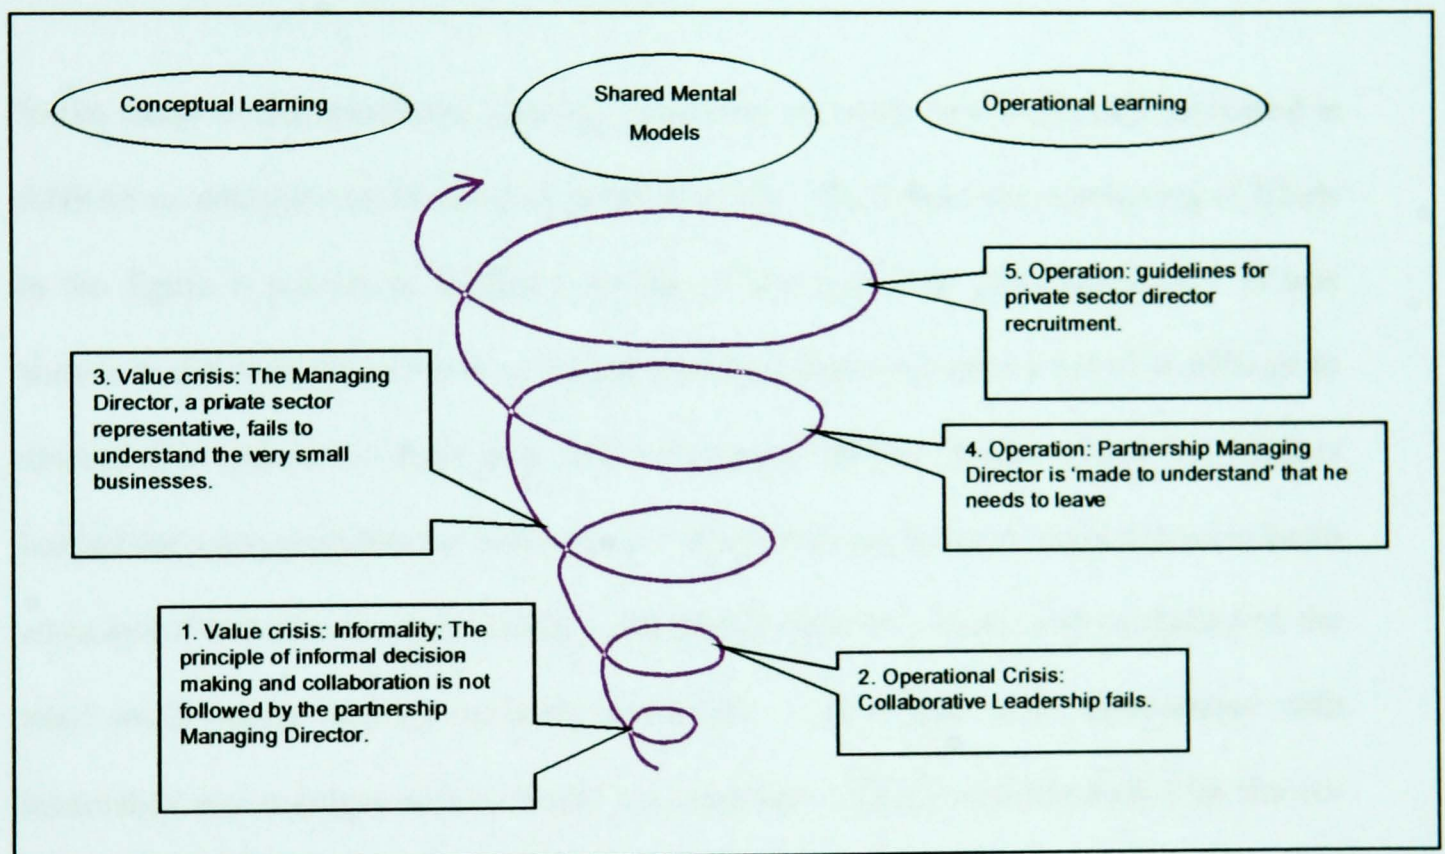 Conceptual Learning
Shared Mental
Models
Operational Learning
5. Operation: guidelines for
private sector director
recruitment.
3. Value crisis: The Managing
Director, a private sector
representative, fails to
understand the very small
businesses.
4. Operation: Partnership Managing
Director is ‘made to understand’ that he
needs to leave
1. Value crisis; Informality; The
principle of informal decision
making and collaboration is not
followed by the partnership
Managing Director.
2. Operational Crisis:
Collaborative Leadership fails.